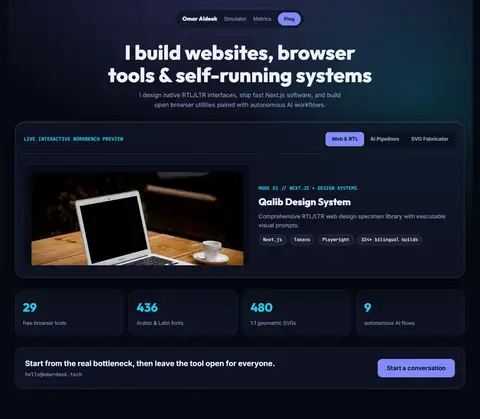 Omar Aldeek Simulator Metrics Ping
I build websites, browser
tools & self-running systems
I design native RTL/LTR interfaces, ship fast Next.js software, and build
open browser utilities paired with autonomous AI workflows.
LIVE INTERACTIVE WORKBENCH PREVIEW
Web & RTL AI Pipelines SVG Fabricator
MODE 01 // NEXT.JS + DESIGN SYSTEMS
Qalib Design System
Comprehensive RTL/LTR web design specimen library with executable
visual prompts.
Next.js Tokens Playwright 324+ bilingual builds
29
free browser tools
436
Arabic & Latin fonts
480
1:1 geometric SVGs
9
autonomous AI flows
Start from the real bottleneck, then leave the tool open for everyone.
hello@omardeek.tech
Start a conversation